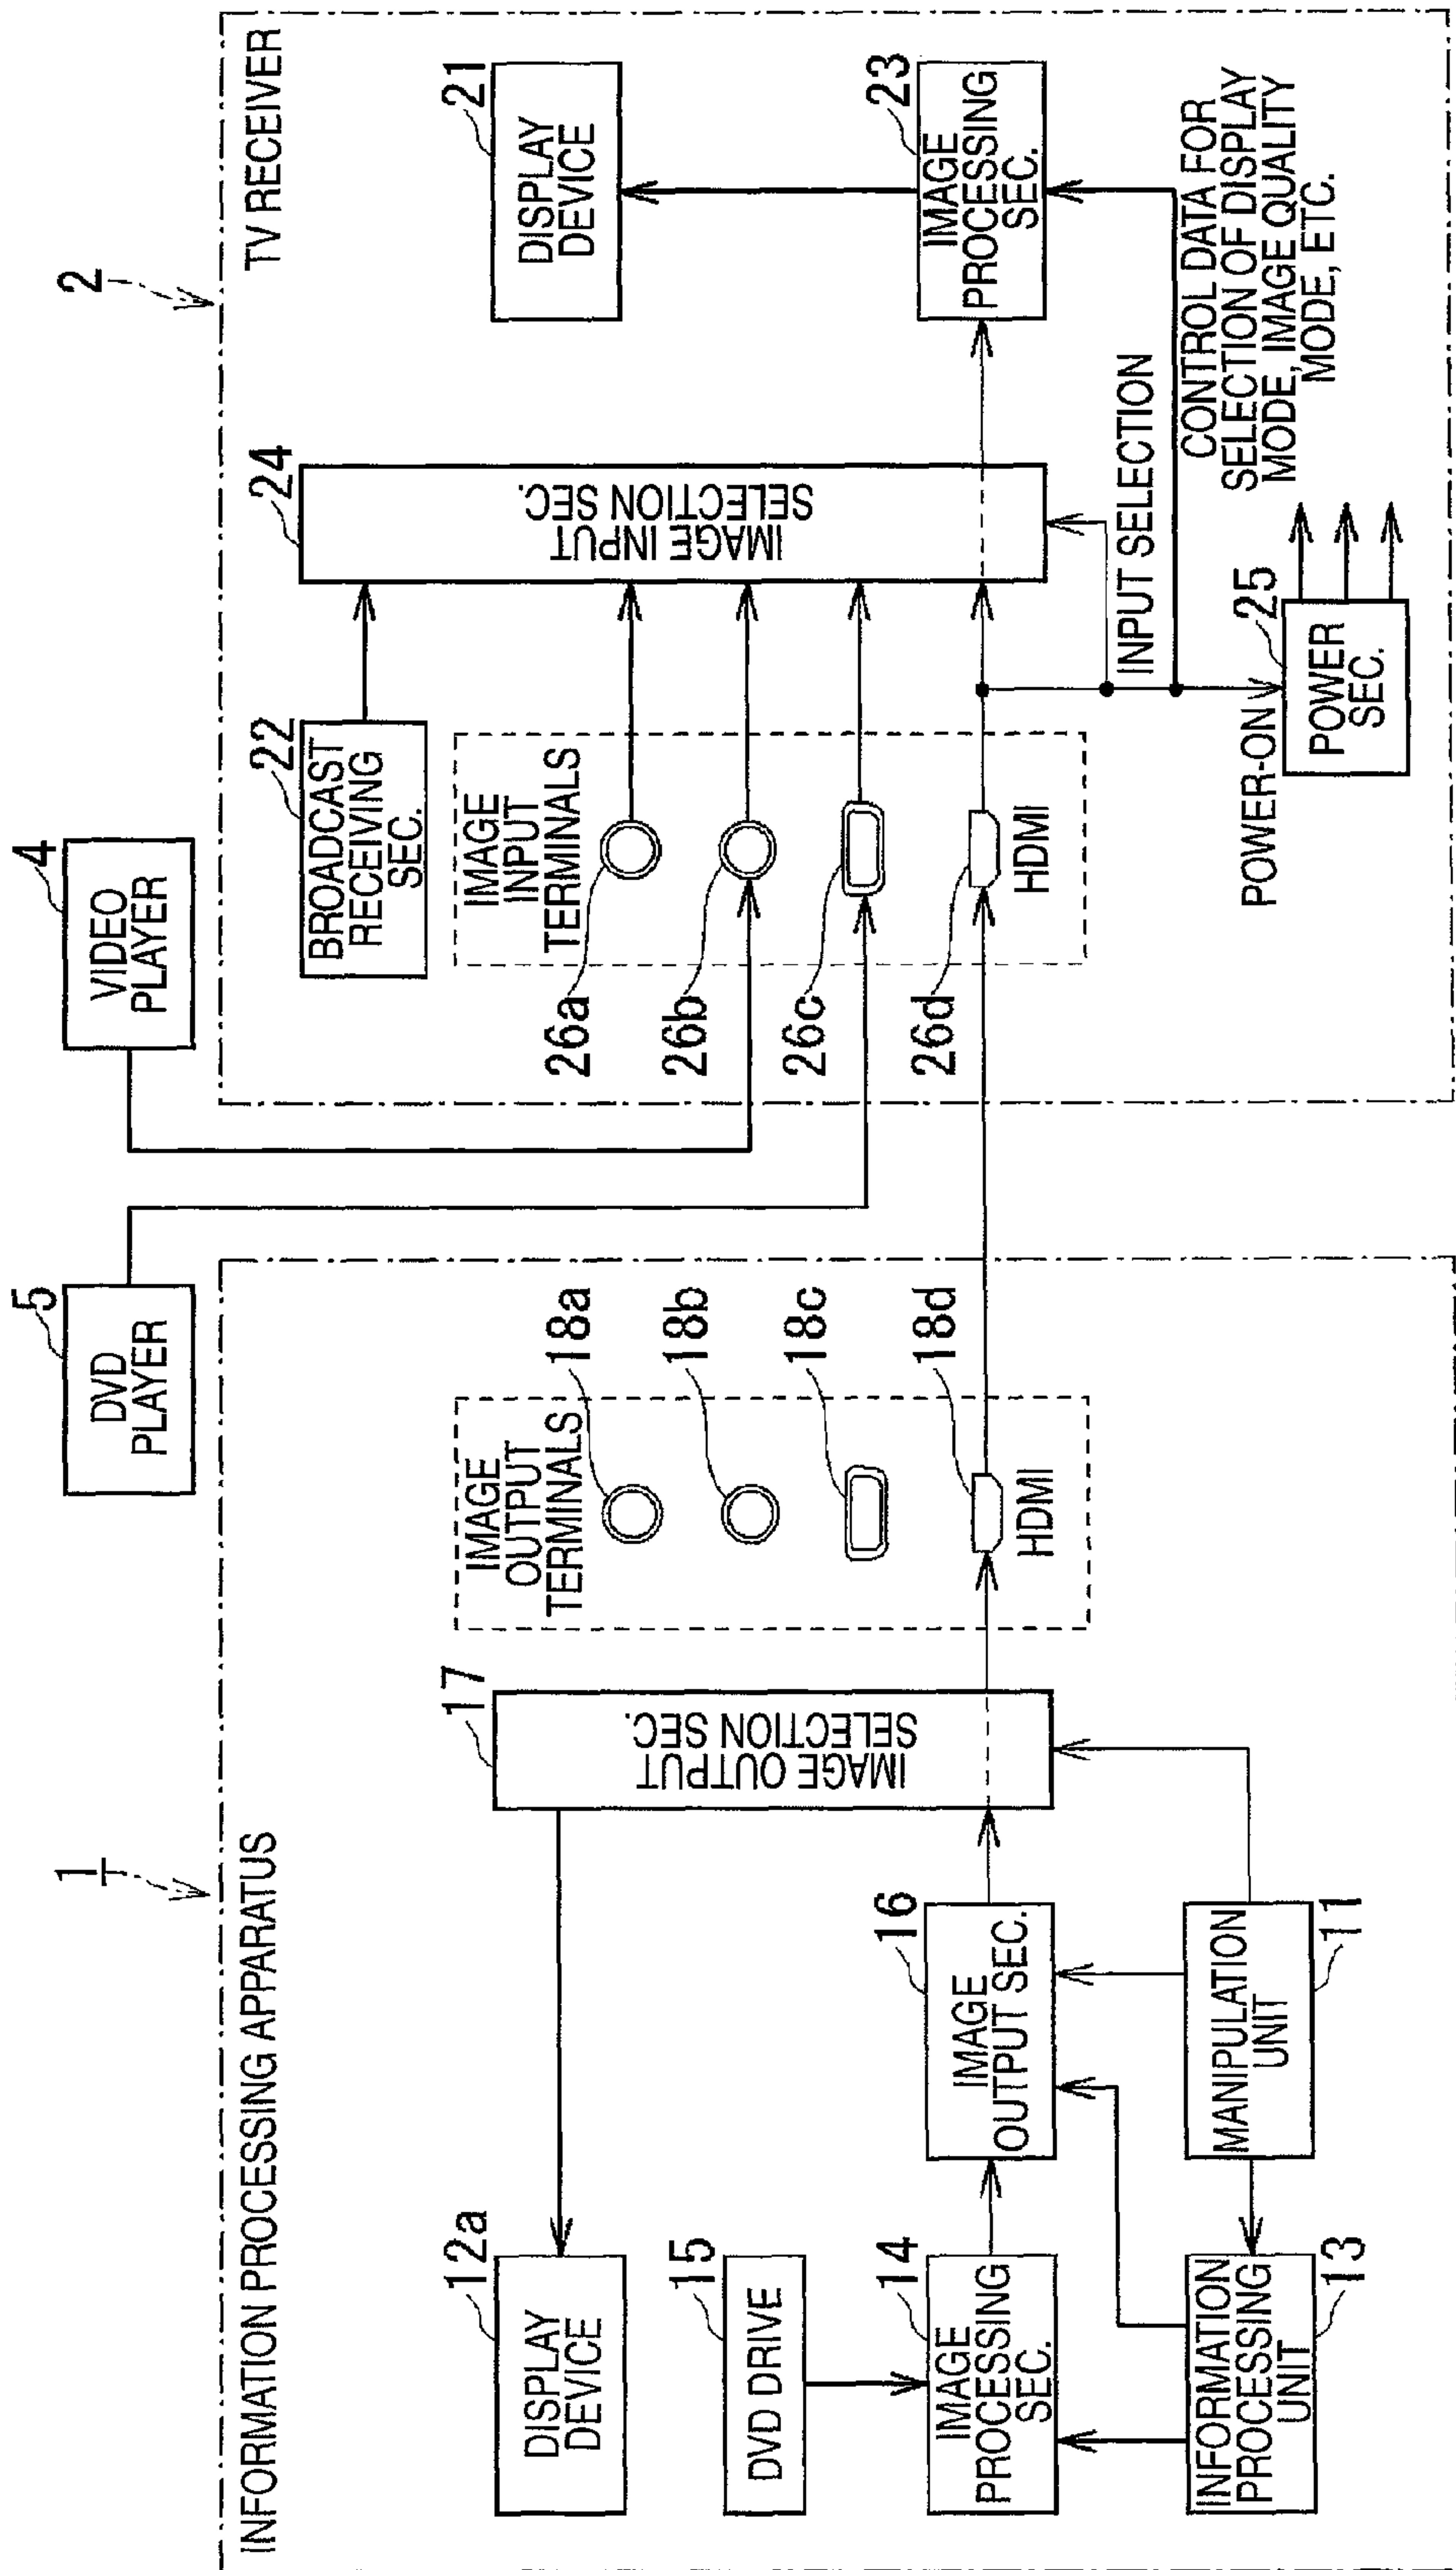 1
INFORMATION PROCESSING APPARATUS
12a
DISPLAY
DEVICE
15
DVD DRIVE
14
IMAGE
PROCESSING
SEC.
13
INFORMATION
PROCESSING
UNIT
16
IMAGE
OUTPUT SEC.
11
MANIPULATION
UNIT
17
IMAGE OUTPUT
SELECTION SEC.
IMAGE
OUTPUT
TERMINALS
18a
18b
18c
18d
HDMI
5
DVD
PLAYER
4
VIDEO
PLAYER
2
TV RECEIVER
22
BROADCAST
RECEIVING
SEC.
IMAGE
INPUT
TERMINALS
26a
26b
26c
26d
HDMI
24
IMAGE INPUT
SELECTION SEC.
21
DISPLAY
DEVICE
23
IMAGE
PROCESSING
SEC.
INPUT SELECTION
CONTROL DATA FOR
SELECTION OF DISPLAY
MODE, IMAGE QUALITY
MODE, ETC.
POWER-ON
25
POWER
SEC.